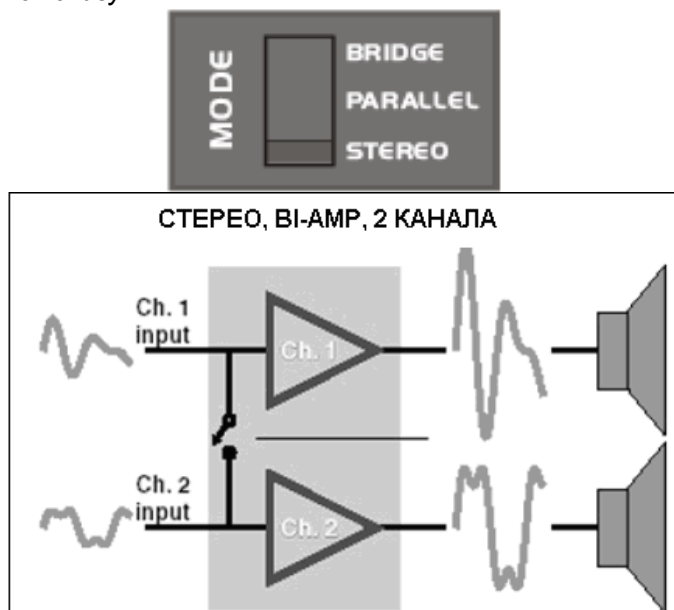 MODE
BRIDGE
PARALLEL
STEREO
СТЕРЕО, BI-AMP, 2 КАНАЛА
Ch. 1
input
Ch. 1
Ch. 2
input
Ch. 2